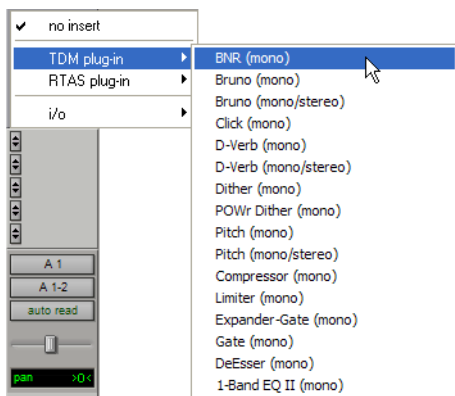 no insert
TDM plug-in
RTAS plug-in
i/o
BNR (mono)
Bruno (mono)
Bruno (mono/stereo)
Click (mono)
D-Verb (mono)
D-Verb (mono/stereo)
Dither (mono)
POWr Dither (mono)
Pitch (mono)
Pitch (mono/stereo)
Compressor (mono)
Limiter (mono)
Expander-Gate (mono)
Gate (mono)
DeEsser (mono)
1-Band EQ II (mono)
A 1
A 1-2
auto read
pan >0<